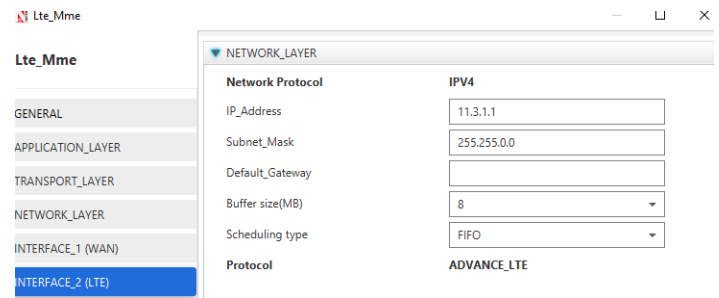 Lte_Mme
Lte_Mme
GENERAL
APPLICATION_LAYER
TRANSPORT_LAYER
NETWORK_LAYER
INTERFACE_1 (WAN)
INTERFACE_2 (LTE)
NETWORK_LAYER
Network Protocol IPV4
IP_Address 11.3.1.1
Subnet_Mask 255.255.0.0
Default_Gateway
Buffer size(MB) 8
Scheduling type FIFO
Protocol ADVANCE_LTE